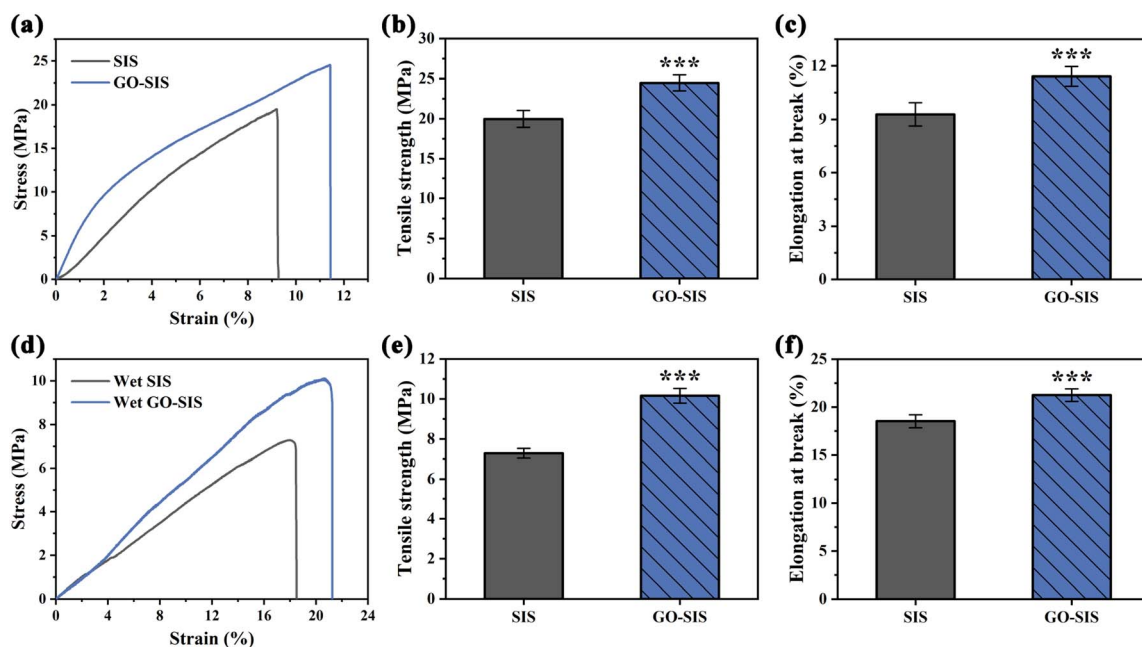 (a)
SIS
GO-SIS
Stress (MPa)
25
20
15
10
5
0
0 2 4 6 8 10 12
Strain (%)
(b)
***
Tensile strength (MPa)
30
25
20
15
10
5
0
SIS GO-SIS
(c)
***
Elongation at break (%)
12
9
6
3
0
SIS GO-SIS
(d)
Wet SIS
Wet GO-SIS
Stress (MPa)
10
8
6
4
2
0
0 4 8 12 16 20 24
Strain (%)
(e)
***
Tensile strength (MPa)
12
10
8
6
4
2
0
SIS GO-SIS
(f)
***
Elongation at break (%)
25
20
15
10
5
0
SIS GO-SIS